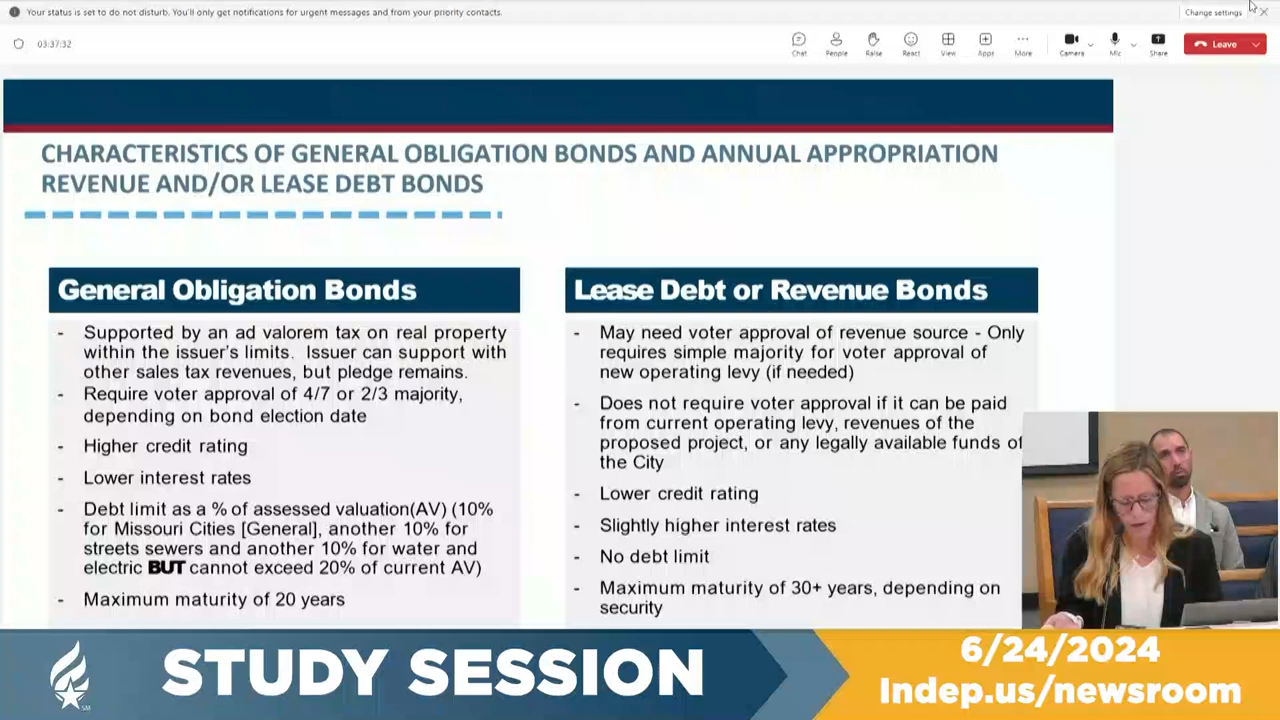 Your status is set to do not disturb. You'll only get notifications for urgent messages and from your priority contacts.
Change settings
03:37:32
Chat
People
Raise
React
View
Apps
More
Camera
Mic
Share
Leave
CHARACTERISTICS OF GENERAL OBLIGATION BONDS AND ANNUAL APPROPRIATION
REVENUE AND/OR LEASE DEBT BONDS
General Obligation Bonds
- Supported by an ad valorem tax on real property
within the issuer's limits. Issuer can support with
other sales tax revenues, but pledge remains.
- Require voter approval of 4/7 or 2/3 majority,
depending on bond election date
- Higher credit rating
- Lower interest rates
- Debt limit as a % of assessed valuation(AV) (10%
for Missouri Cities [General], another 10% for
streets sewers and another 10% for water and
electric BUT cannot exceed 20% of current AV)
- Maximum maturity of 20 years
Lease Debt or Revenue Bonds
- May need voter approval of revenue source - Only
requires simple majority for voter approval of
new operating levy (if needed)
- Does not require voter approval if it can be paid
from current operating levy, revenues of the
proposed project, or any legally available funds of
the City
- Lower credit rating
- Slightly higher interest rates
- No debt limit
- Maximum maturity of 30+ years, depending on
security
STUDY SESSION
6/24/2024
Indep.us/newsroom
SM